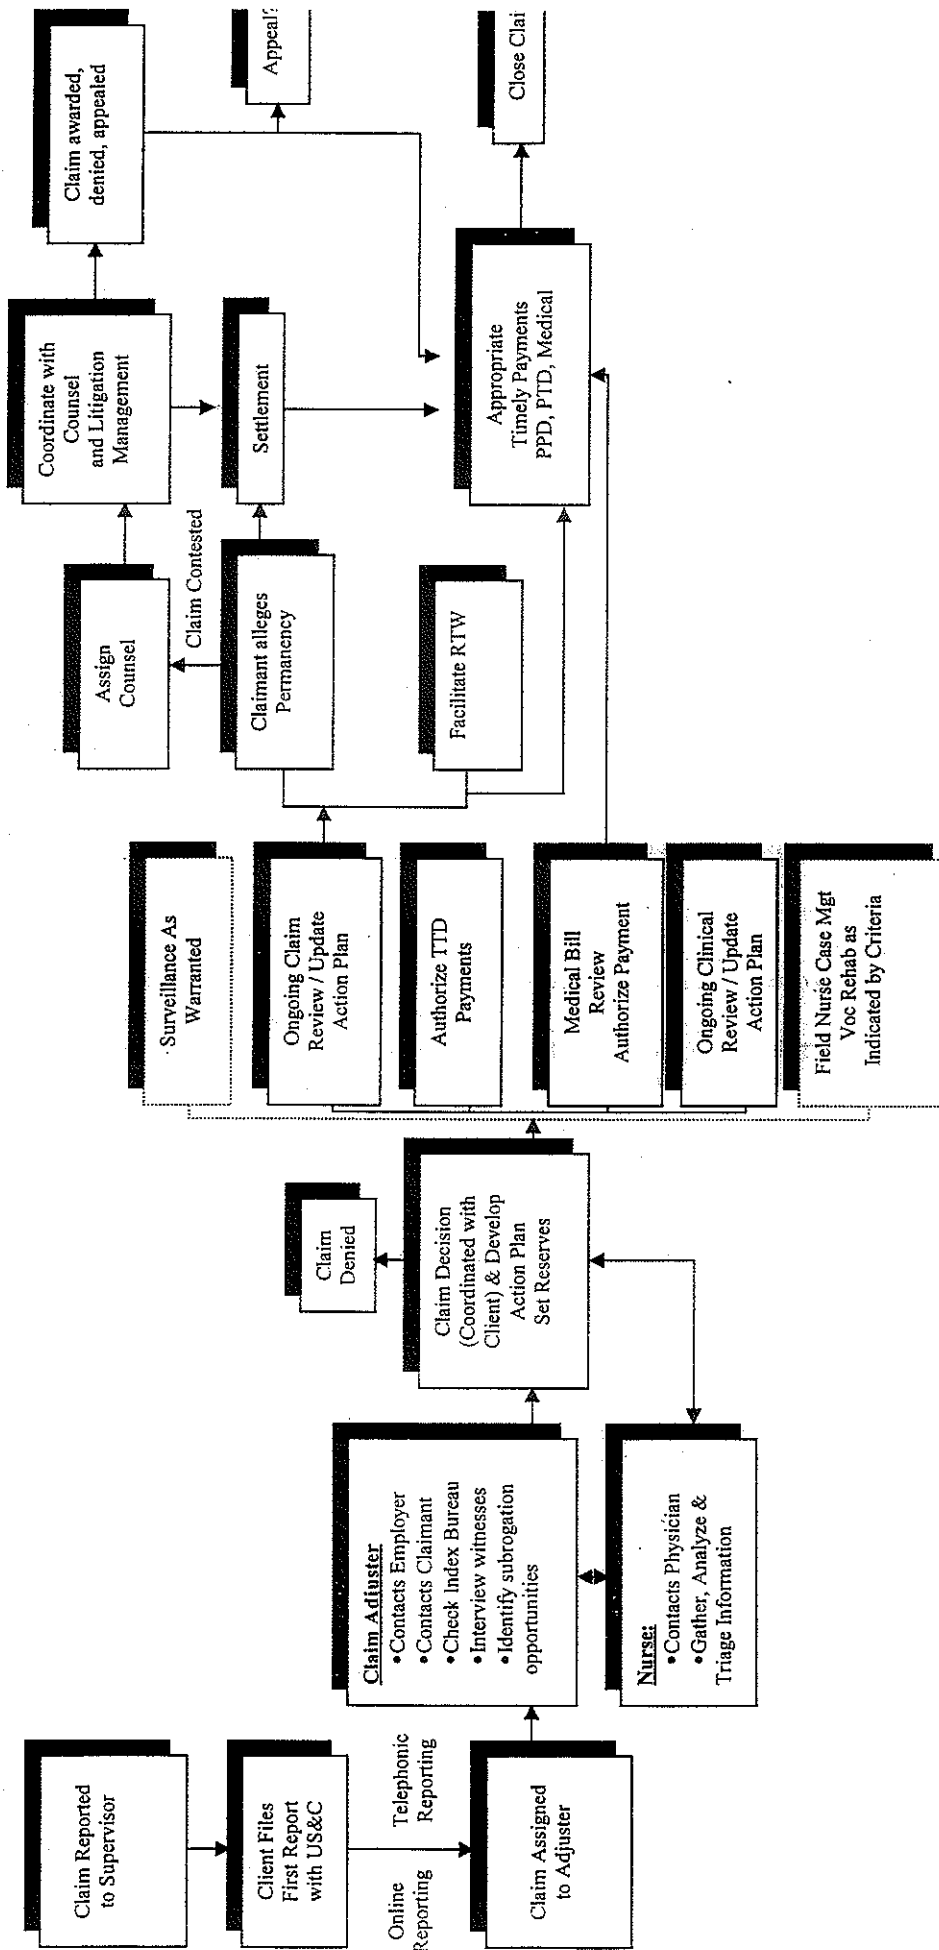 Claim Reported
to Supervisor
Client Files
First Report
with US&C
Online
Reporting
Telephonic
Reporting
Claim Assigned
to Adjuster
Claim Adjuster
•Contacts Employer
•Contacts Claimant
•Check Index Bureau
•Interview witnesses
•Identify subrogation
opportunities
Nurse:
•Contacts Physician
•Gather, Analyze &
Triage Information
Claim
Denied
Claim Decision
(Coordinated with
Client) & Develop
Action Plan
Set Reserves
Surveillance As
Warranted
Ongoing Claim
Review / Update
Action Plan
Authorize TTD
Payments
Medical Bill
Review
Authorize Payment
Ongoing Clinical
Review / Update
Action Plan
Field Nurse Case Mgt
Voc Rehab as
Indicated by Criteria
Assign
Counsel
Claim Contested
Claimant alleges
Permanency
Facilitate RTW
Coordinate with
Counsel
and Litigation
Management
Settlement
Appropriate
Timely Payments
PPD, PTD, Medical
Claim awarded,
denied, appealed
Appeal?
Close Clai